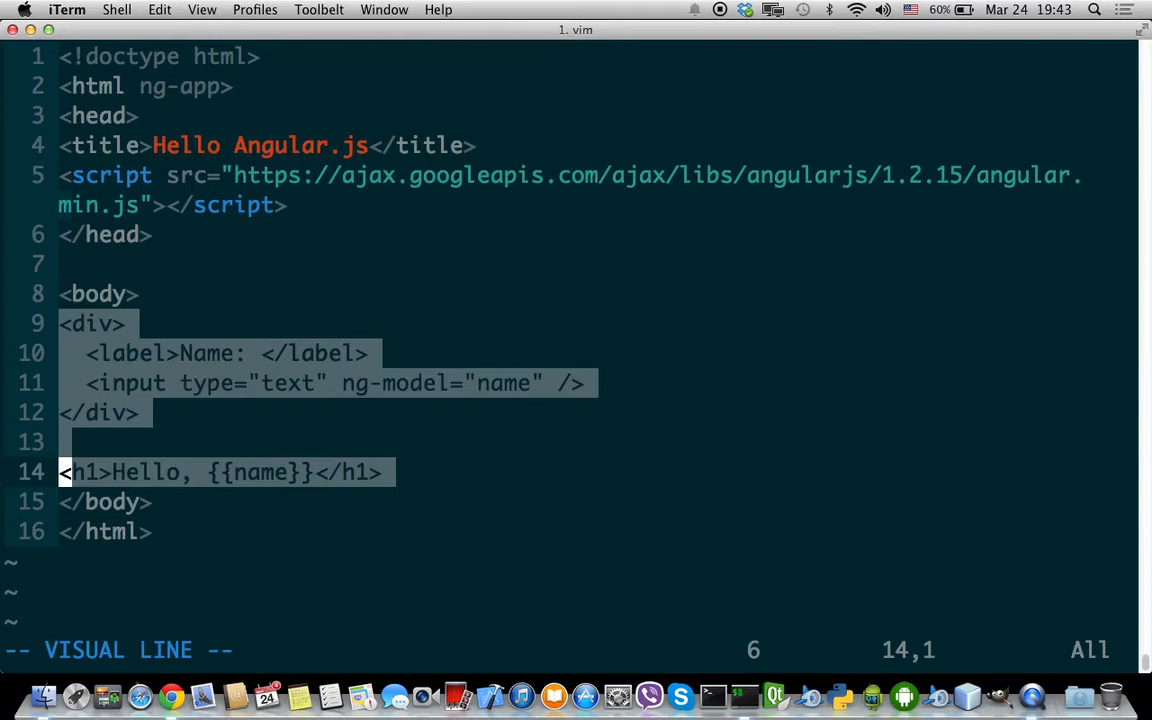 iTerm Shell Edit View Profiles Toolbelt Window Help 60% Mar 24 19:43
1. vim
1 <!doctype html>
2 <html ng-app>
3 <head>
4 <title>Hello Angular.js</title>
5 <script src="https://ajax.googleapis.com/ajax/libs/angularjs/1.2.15/angular.
min.js"></script>
6 </head>
7
8 <body>
9 <div>
10   <label>Name: </label>
11   <input type="text" ng-model="name" />
12 </div>
13
14 <h1>Hello, {{name}}</h1>
15 </body>
16 </html>
~
~
~
-- VISUAL LINE -- 6 14,1 All
24 Qt